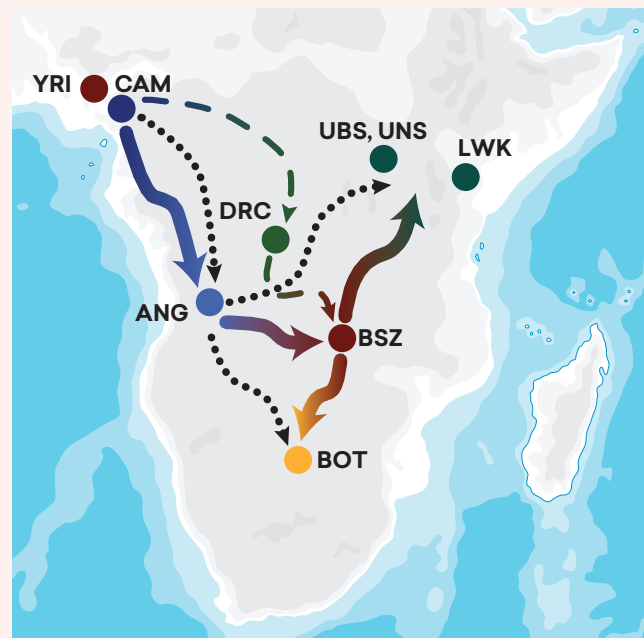 YRI CAM
UBS, UNS
LWK
DRC
ANG
BSZ
BOT